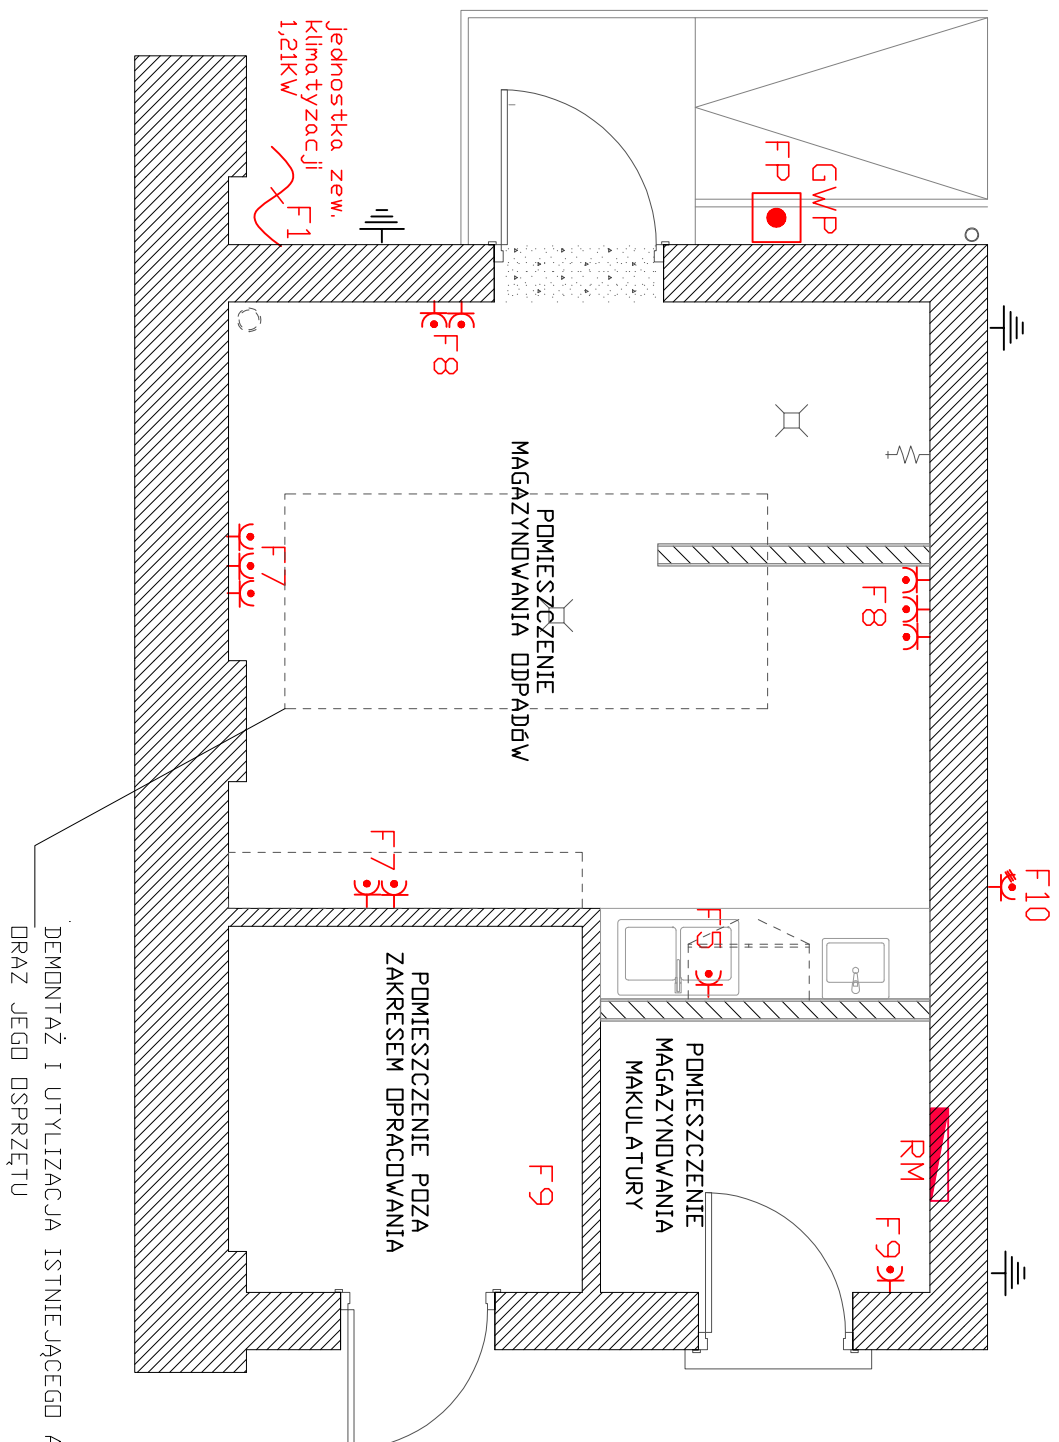 jednostka zew.
klimatyzacji
1,21KW
F1
GWP
FP
F8
F7
F8
POMIESZCZENIE
MAGAZYNOWANIA ODPADÓW
F7
F10
F5
POMIESZCZENIE POZA
ZAKRESEM OPRACOWANIA
POMIESZCZENIE
MAGAZYNOWANIA
MAKULATURY
F9
RM
F9
DEMONTAŻ I UTYLIZACJA ISTNIEJĄCEGO
ORAZ JEGO OSPRZĘTU